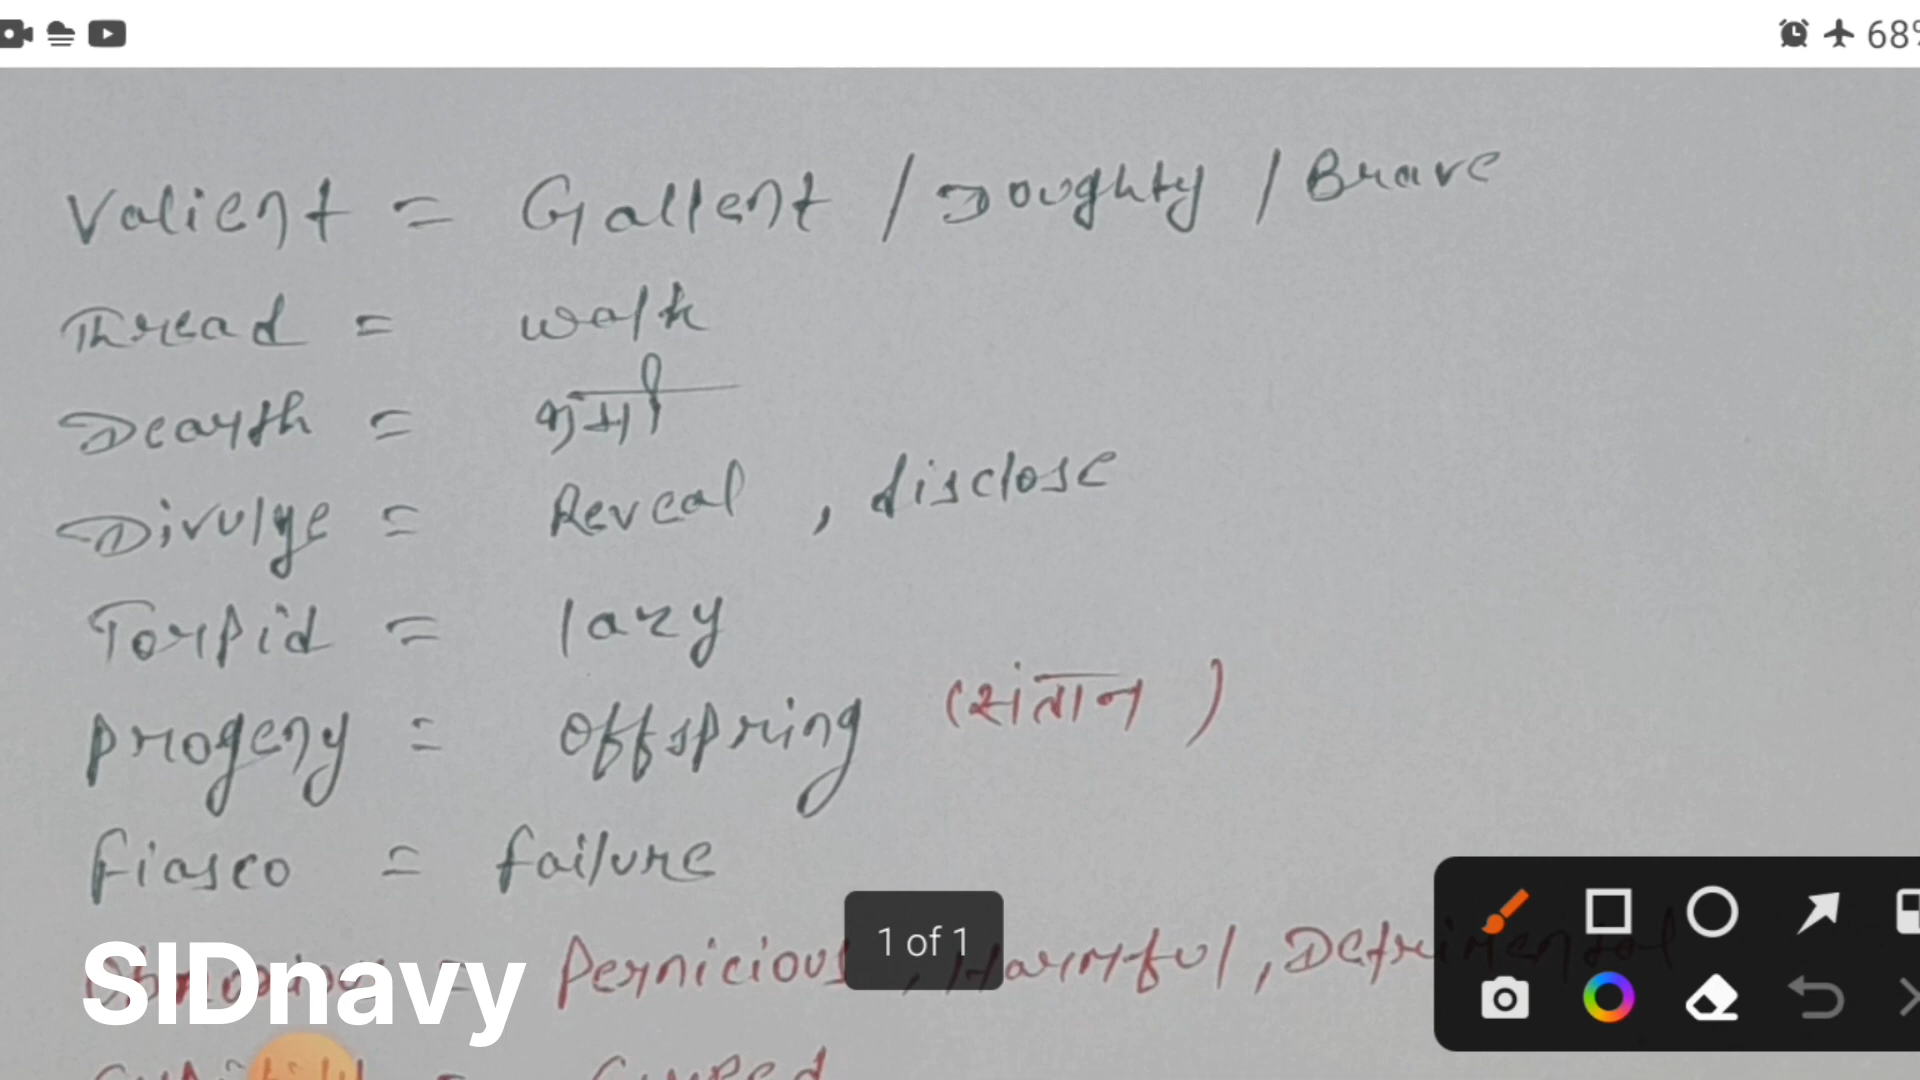 68%
Valient = Gallent / Doughty / Brave
Thread = walk
Dearth = कमी
Divulge = Reveal , disclose
Torpid = lazy
progeny = offspring (संतान)
fiasco = failure
= Pernicious , Harmful , Detrimental
SIDnavy
1 of 1